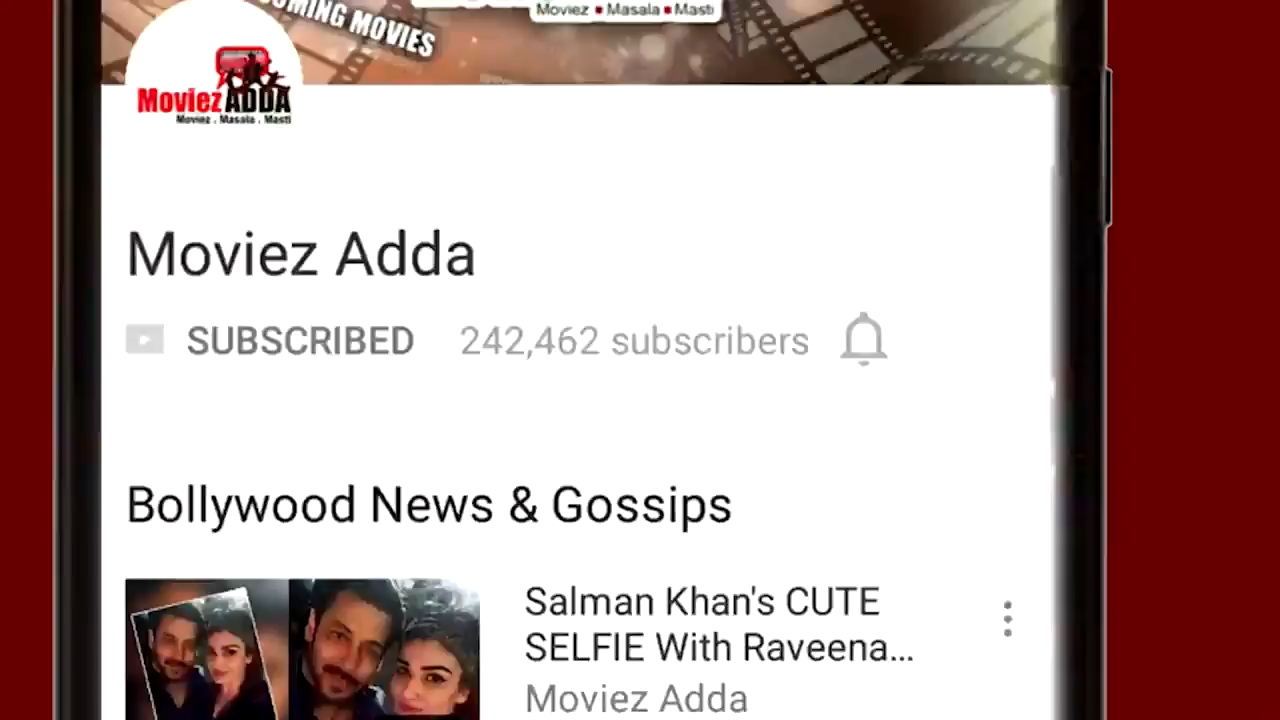 OMING MOVIES
Moviez ▪ Masala ▪ Masti
Moviez ADDA
Moviez . Masala . Masti
Moviez Adda
SUBSCRIBED 242,462 subscribers
Bollywood News & Gossips
Salman Khan's CUTE
SELFIE With Raveena...
Moviez Adda